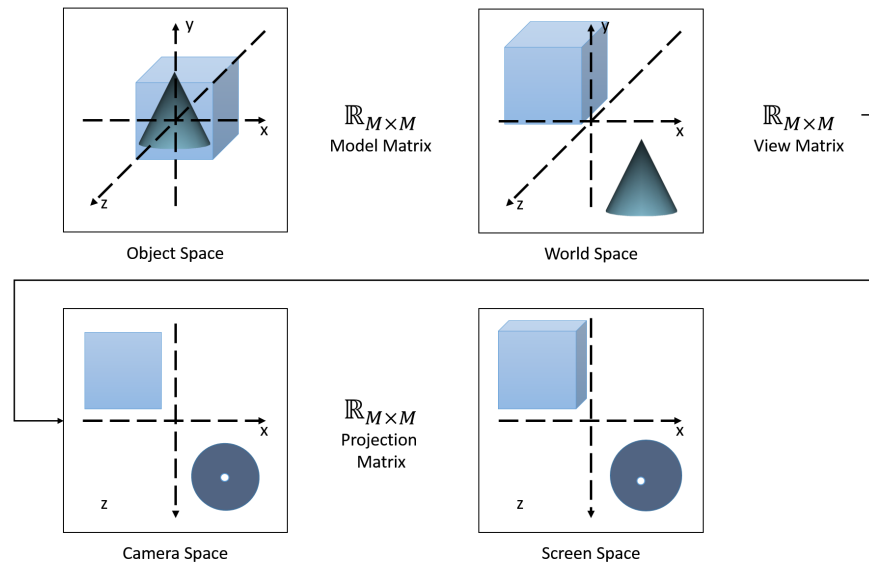 y
x
z
Object Space
ℝ_{M×M}
Model Matrix
y
x
z
World Space
ℝ_{M×M}
View Matrix
x
z
Camera Space
ℝ_{M×M}
Projection
Matrix
x
z
Screen Space